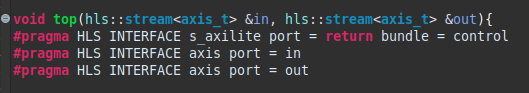 void top(hls::stream<axis_t> &in, hls::stream<axis_t> &out){
#pragma HLS INTERFACE s_axilite port = return bundle = control
#pragma HLS INTERFACE axis port = in
#pragma HLS INTERFACE axis port = out